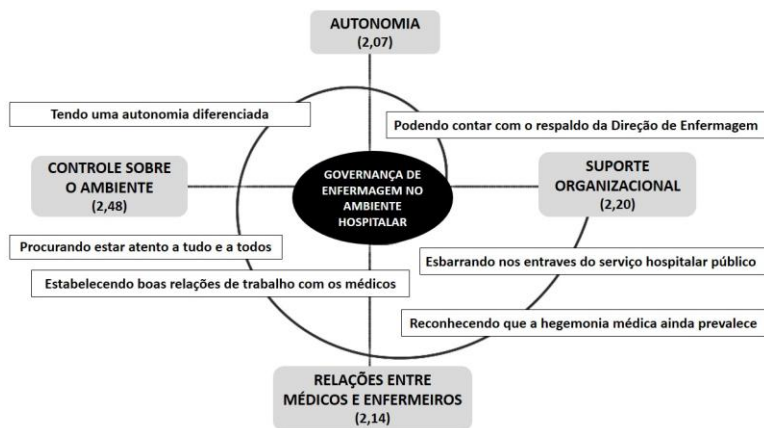 AUTONOMIA
(2,07)
Tendo uma autonomia diferenciada
Podendo contar com o respaldo da Direção de Enfermagem
CONTROLE SOBRE
O AMBIENTE
(2,48)
GOVERNANÇA DE
ENFERMAGEM NO
AMBIENTE
HOSPITALAR
SUPORTE
ORGANIZACIONAL
(2,20)
Procurando estar atento a tudo e a todos
Esbarrando nos entraves do serviço hospitalar público
Estabelecendo boas relações de trabalho com os médicos
Reconhecendo que a hegemonia médica ainda prevalece
RELAÇÕES ENTRE
MÉDICOS E ENFERMEIROS
(2,14)